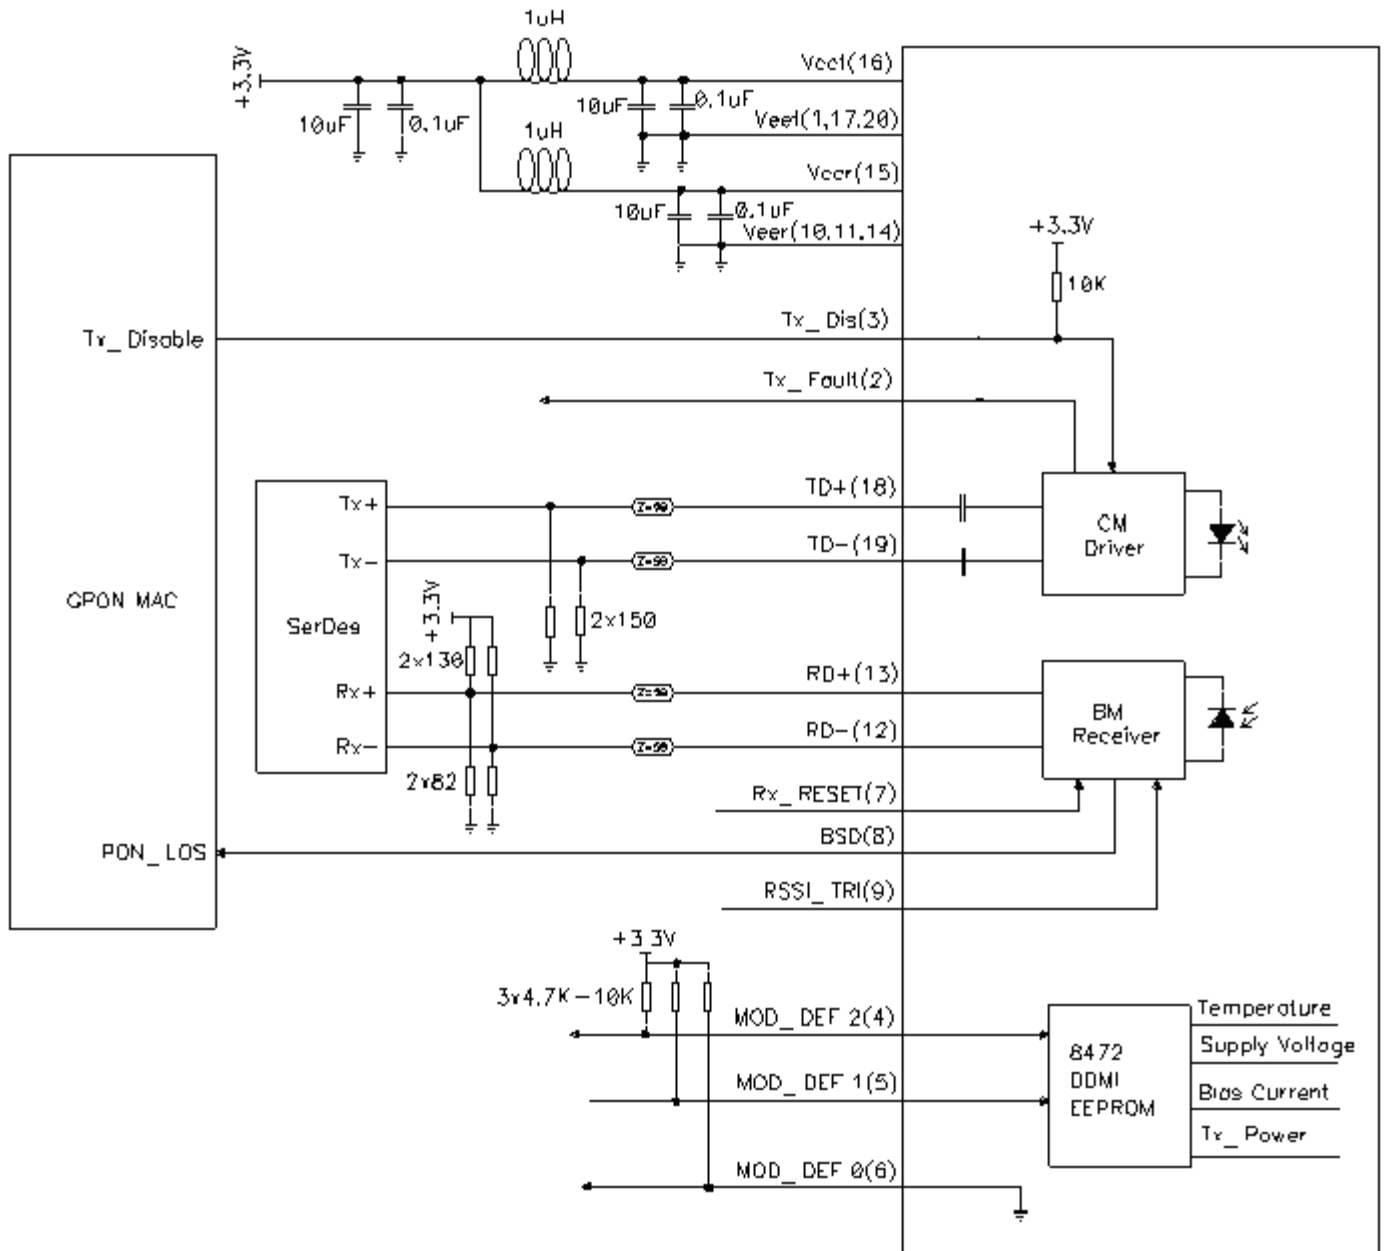 1uH
+3.3V
Vcct(16)
10uF
0.1uF
10uF
0.1uF
Veet(1,17.20)
1uH
Vccr(15)
10uF
0.1uF
Veer(10.11.14)
+3.3V
10K
Tx_Disable
Tx_Dis(3)
Tx_Fault(2)
Tx+
TD+(18)
CM
Driver
Tx-
TD-(19)
GPON MAC
SerDes
+3.3V
2x150
2x130
Rx+
RD+(13)
BM
Receiver
Rx-
RD-(12)
2x82
Rx_RESET(7)
BSD(8)
PON_LOS
RSSI_TRI(9)
+3.3V
3x4.7K-10K
MOD_DEF 2(4)
8472
DDMI
EEPROM
Temperature
Supply Voltage
MOD_DEF 1(5)
Bias Current
Tx_Power
MOD_DEF 0(6)